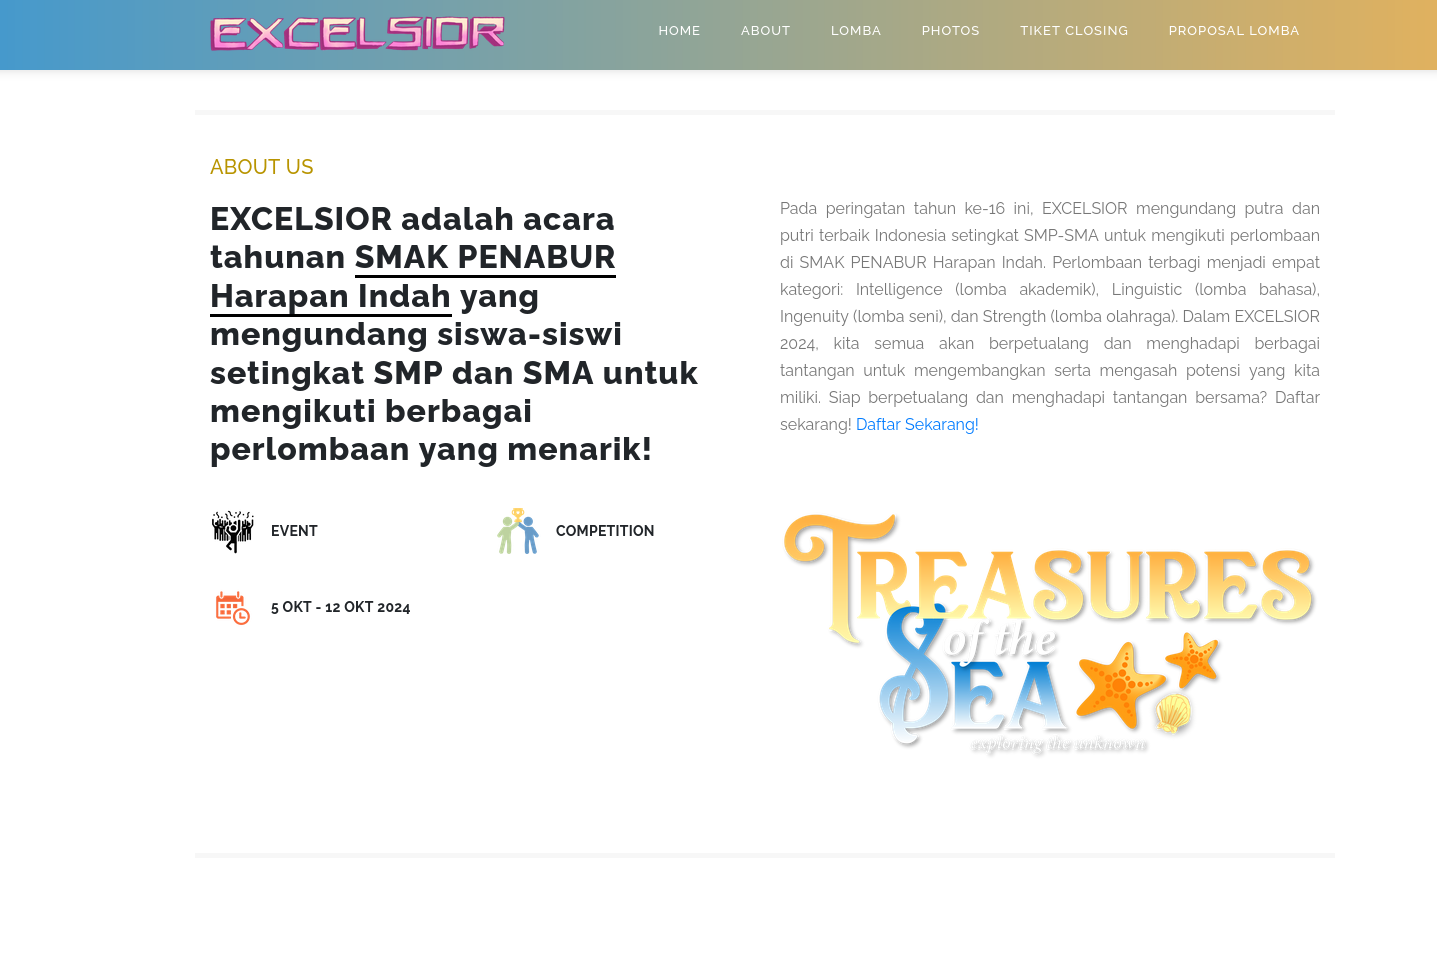 EXCELSIOR
HOME
ABOUT
LOMBA
PHOTOS
TIKET CLOSING
PROPOSAL LOMBA
ABOUT US
EXCELSIOR adalah acara
tahunan SMAK PENABUR
Harapan Indah yang
mengundang siswa-siswi
setingkat SMP dan SMA untuk
mengikuti berbagai
perlombaan yang menarik!
EVENT
COMPETITION
5 OKT - 12 OKT 2024
Pada peringatan tahun ke-16 ini, EXCELSIOR mengundang putra dan
putri terbaik Indonesia setingkat SMP-SMA untuk mengikuti perlombaan
di SMAK PENABUR Harapan Indah. Perlombaan terbagi menjadi empat
kategori: Intelligence (lomba akademik), Linguistic (lomba bahasa),
Ingenuity (lomba seni), dan Strength (lomba olahraga). Dalam EXCELSIOR
2024, kita semua akan berpetualang dan menghadapi berbagai
tantangan untuk mengembangkan serta mengasah potensi yang kita
miliki. Siap berpetualang dan menghadapi tantangan bersama? Daftar
sekarang! Daftar Sekarang!
TREASURES
of the
SEA
exploring the unknown